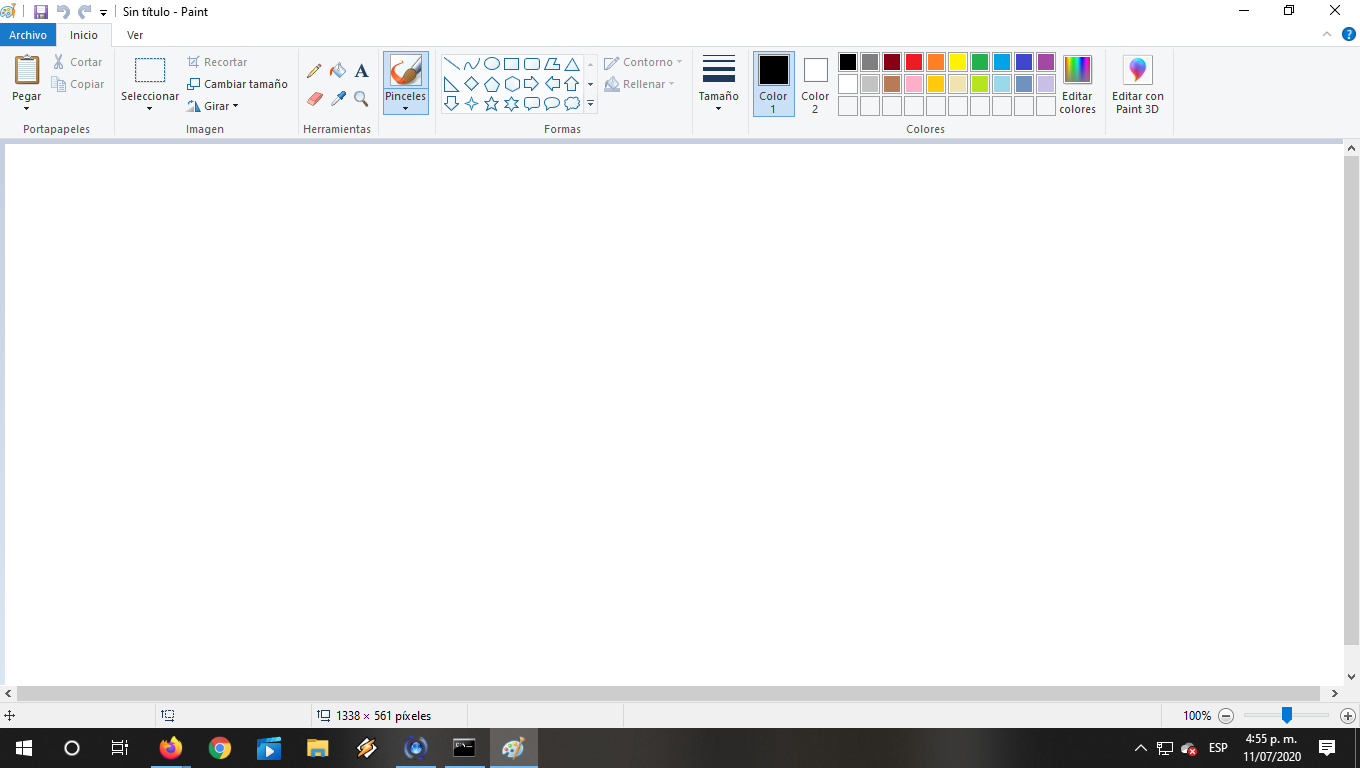 Sin título - Paint
Archivo Inicio Ver
Pegar
Cortar
Copiar
Portapapeles
Seleccionar
Recortar
Cambiar tamaño
Girar
Imagen
A
Herramientas
Pinceles
Contorno
Rellenar
Formas
Tamaño
Color
1
Color
2
Editar
colores
Colores
Editar con
Paint 3D
1338 × 561 píxeles
100%
ESP
4:55 p. m.
11/07/2020